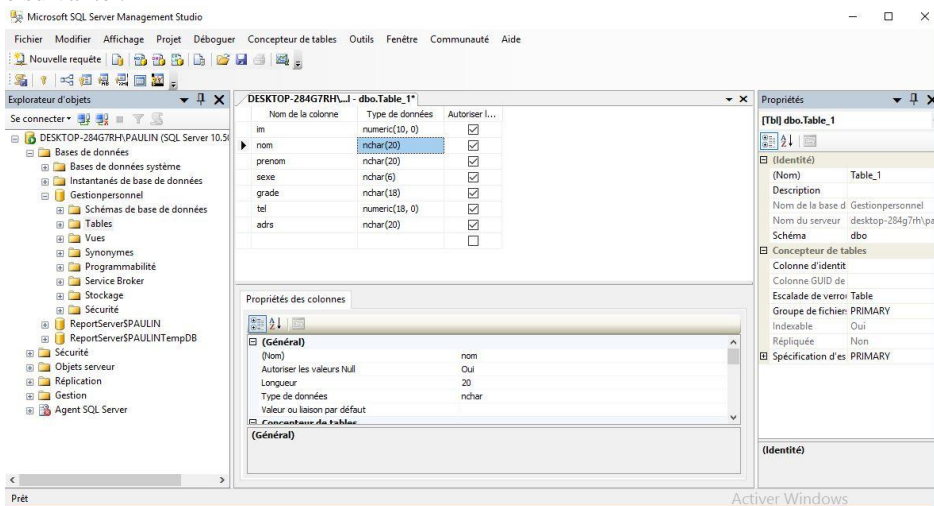 Microsoft SQL Server Management Studio
Fichier Modifier Affichage Projet Déboguer Concepteur de tables Outils Fenêtre Communauté Aide
Nouvelle requête
Explorateur d'objets
Se connecter
DESKTOP-284G7RH\PAULIN (SQL Server 10.50
Bases de données
Bases de données système
Instantanés de base de données
Gestionpersonnel
Schémas de base de données
Tables
Vues
Synonymes
Programmabilité
Service Broker
Stockage
Sécurité
ReportServer$PAULIN
ReportServer$PAULINTempDB
Sécurité
Objets serveur
Réplication
Gestion
Agent SQL Server
DESKTOP-284G7RH\...l - dbo.Table_1*
Nom de la colonne Type de données Autoriser l...
im numeric(10, 0)
nom nchar(20)
prenom nchar(20)
sexe nchar(6)
grade nchar(18)
tel numeric(18, 0)
adrs nchar(20)
Propriétés des colonnes
(Général)
(Nom) nom
Autoriser les valeurs Null Oui
Longueur 20
Type de données nchar
Valeur ou liaison par défaut
Concepteur de tables
(Général)
Propriétés
[Tbl] dbo.Table_1
(Identité)
(Nom) Table_1
Description
Nom de la base d Gestionpersonnel
Nom du serveur desktop-284g7rh\pa
Schéma dbo
Concepteur de tables
Colonne d'identit
Colonne GUID de
Escalade de verrou Table
Groupe de fichiers PRIMARY
Indexable Oui
Répliquée Non
Spécification d'es PRIMARY
(Identité)
Prêt
Activer Windows